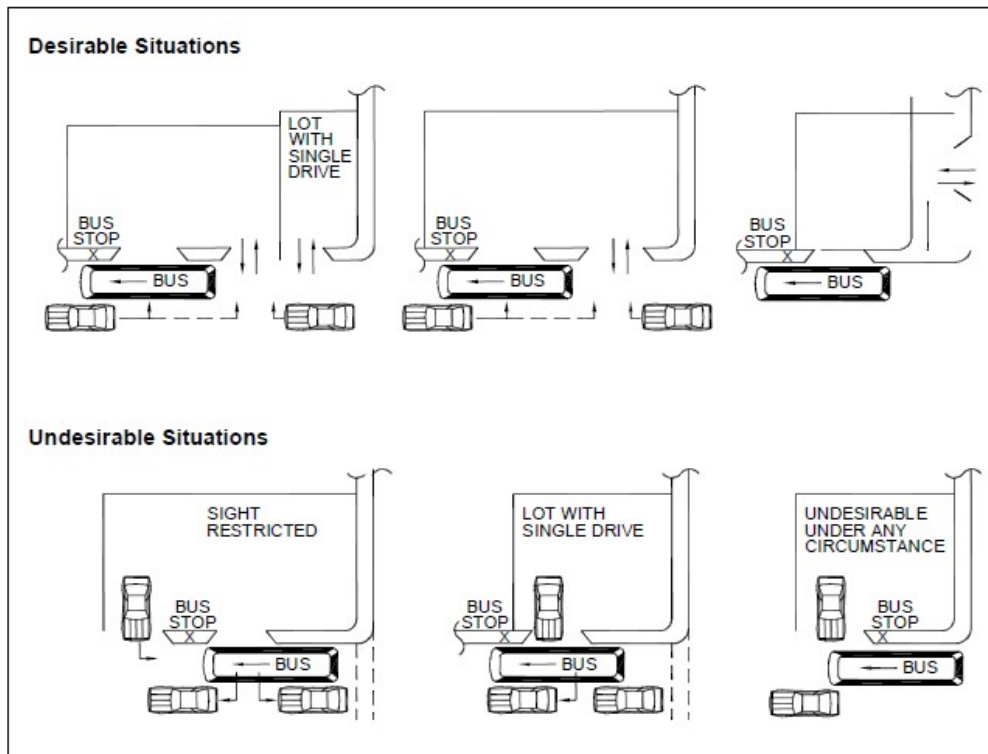 Desirable Situations
LOT
WITH
SINGLE
DRIVE
BUS
STOP
X
BUS
BUS
STOP
X
BUS
BUS
STOP
X
BUS
Undesirable Situations
SIGHT
RESTRICTED
BUS
STOP
X
BUS
LOT WITH
SINGLE DRIVE
BUS
STOP
X
BUS
UNDESIRABLE
UNDER ANY
CIRCUMSTANCE
BUS
STOP
X
BUS